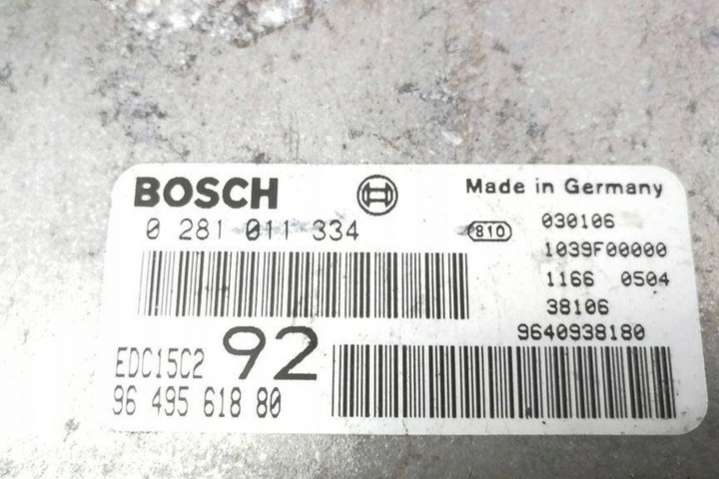 BOSCH
Made in Germany
0 281 011 334
810
030106
1039F00000
1166 0504
38106
9640938180
EDC15C2
92
96 495 618 80